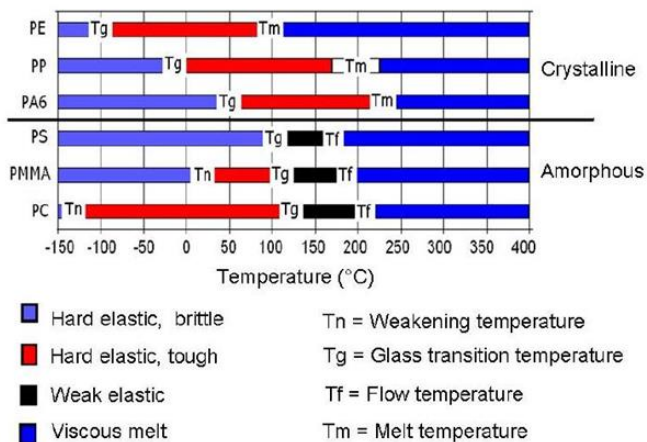 PE Tg Tm
PP Tg Tm Crystalline
PA6 Tg Tm
PS Tg Tf
PMMA Tn Tg Tf Amorphous
PC Tn Tg Tf
-150 -100 -50 0 50 100 150 200 250 300 350 400
Temperature (°C)
Hard elastic, brittle Tn = Weakening temperature
Hard elastic, tough Tg = Glass transition temperature
Weak elastic Tf = Flow temperature
Viscous melt Tm = Melt temperature